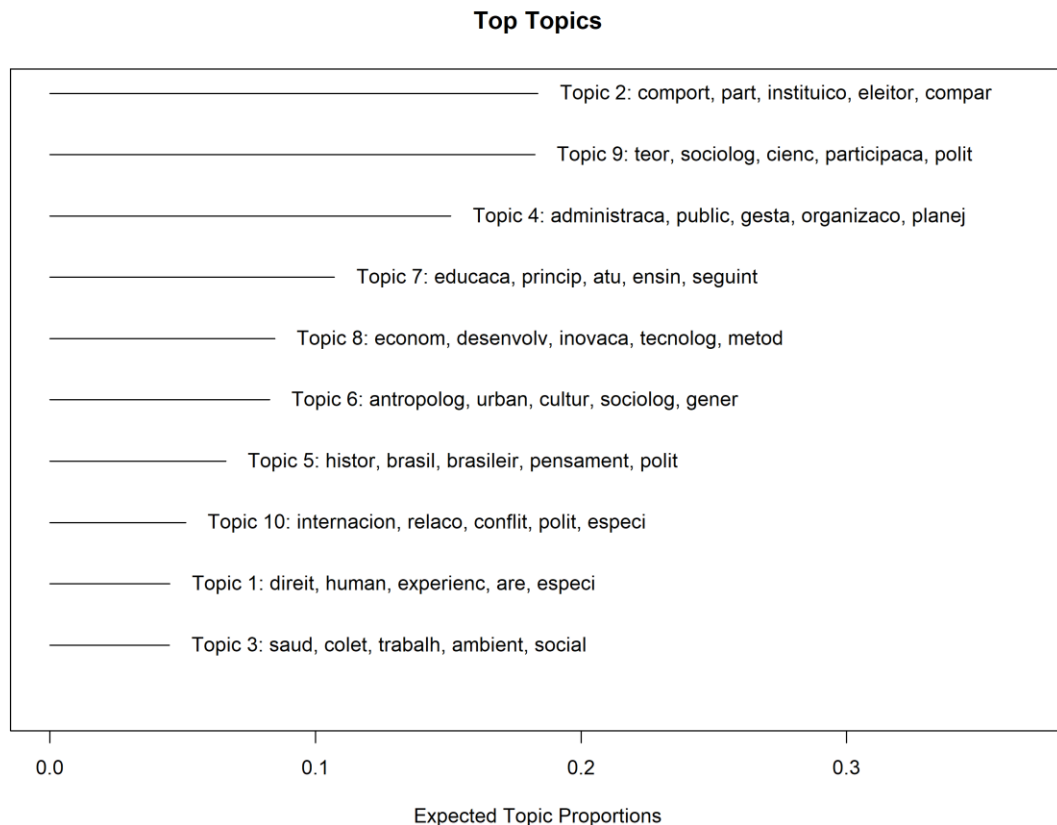 Top Topics
Topic 2: comport, part, instituico, eleitor, compar
Topic 9: teor, sociolog, cienc, participaca, polit
Topic 4: administraca, public, gesta, organizaco, planej
Topic 7: educaca, princip, atu, ensin, seguint
Topic 8: econom, desenvolv, inovaca, tecnolog, metod
Topic 6: antropolog, urban, cultur, sociolog, gener
Topic 5: histor, brasil, brasileir, pensament, polit
Topic 10: internacion, relaco, conflit, polit, especi
Topic 1: direit, human, experienc, are, especi
Topic 3: saud, colet, trabalh, ambient, social
0.0 0.1 0.2 0.3
Expected Topic Proportions